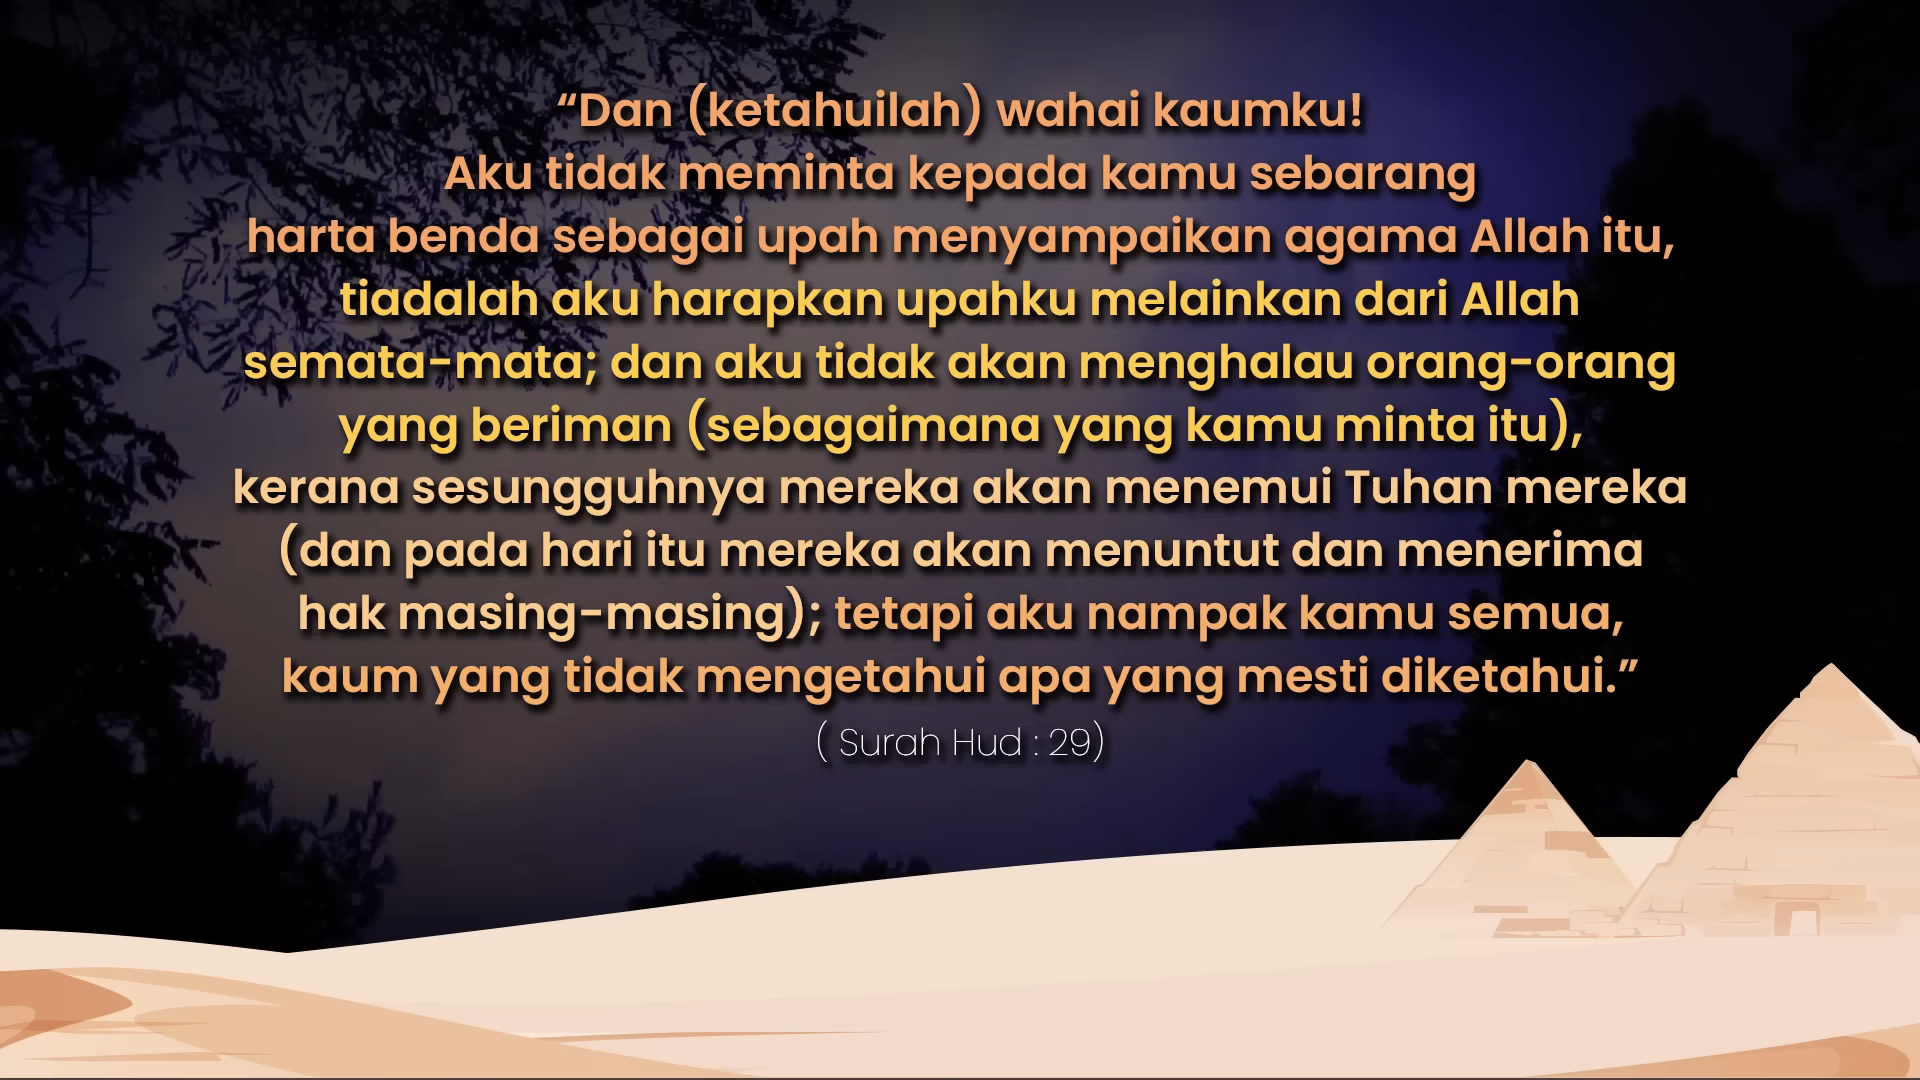 “Dan (ketahuilah) wahai kaumku!
Aku tidak meminta kepada kamu sebarang
harta benda sebagai upah menyampaikan agama Allah itu,
tiadalah aku harapkan upahku melainkan dari Allah
semata-mata; dan aku tidak akan menghalau orang-orang
yang beriman (sebagaimana yang kamu minta itu),
kerana sesungguhnya mereka akan menemui Tuhan mereka
(dan pada hari itu mereka akan menuntut dan menerima
hak masing-masing); tetapi aku nampak kamu semua,
kaum yang tidak mengetahui apa yang mesti diketahui.”
( Surah Hud : 29)